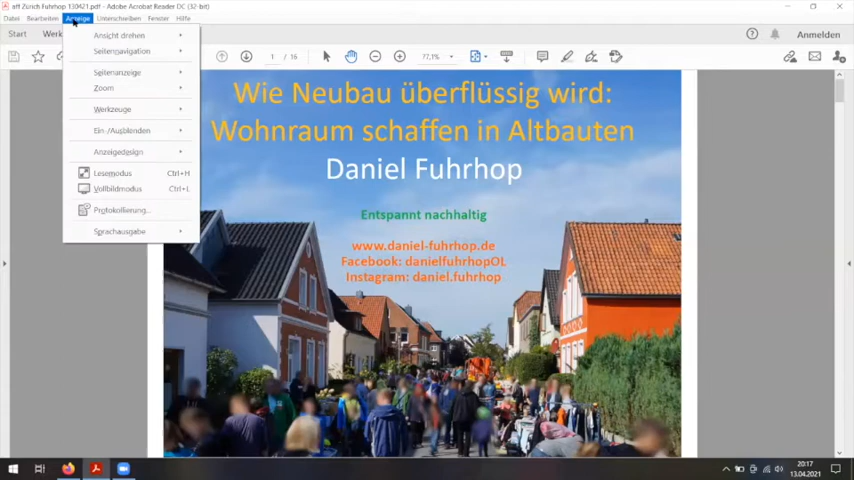 nff Zürich Fuhrhop 130421.pdf - Adobe Acrobat Reader DC (32-bit)
Datei Bearbeiten Anzeige Unterschreiben Fenster Hilfe
Start Werk
Anmelden
1 / 16 77,1%
Ansicht drehen
Seitennavigation
Seitenanzeige
Zoom
Werkzeuge
Ein-/Ausblenden
Anzeigedesign
Lesemodus Ctrl+H
Vollbildmodus Ctrl+L
Protokollierung...
Sprachausgabe
Wie Neubau überflüssig wird:
Wohnraum schaffen in Altbauten
Daniel Fuhrhop
Entspannt nachhaltig
www.daniel-fuhrhop.de
Facebook: danielfuhrhopOL
Instagram: daniel.fuhrhop
20:17
13.04.2021